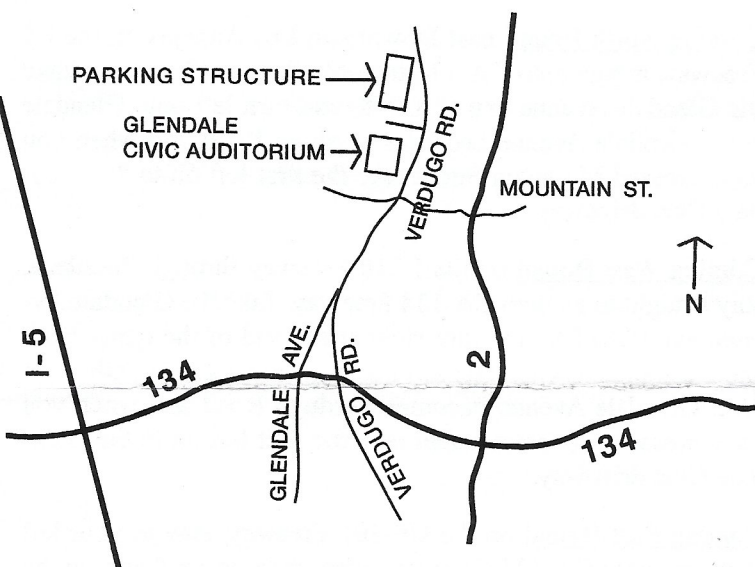 PARKING STRUCTURE
GLENDALE
CIVIC AUDITORIUM
VERDUGO RD.
MOUNTAIN ST.
N
I-5
134
AVE.
RD.
2
GLENDALE
VERDUGO
134